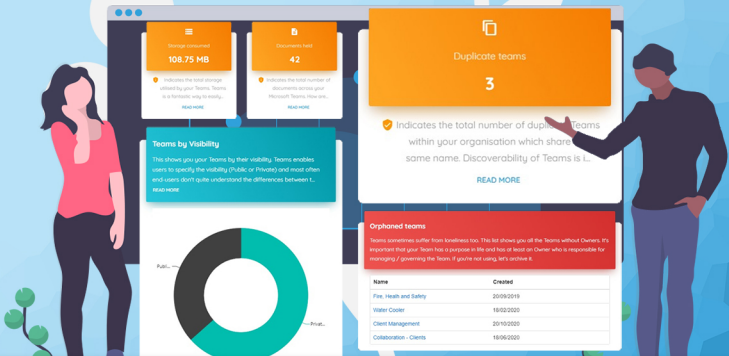 Storage consumed
108.75 MB
Indicates the total storage
utilised by your Teams. Teams
is a fantastic way to easily...
READ MORE
Documents held
42
Indicates the total number of
documents across your
Microsoft Teams. How are...
READ MORE
Duplicate teams
3
Indicates the total number of dupli Teams
within your organisation which share
same name. Discoverability of Teams is i...
READ MORE
Teams by Visibility
This shows you your Teams by their visibility. Teams enables
users to specify the visibility (Public or Private) and most often
end-users don't quite understand the differences between t...
READ MORE
Publi...
Privat...
Orphaned teams
Teams sometimes suffer from loneliness too. This list shows you all the Teams without Owners. It's
important that your Team has a purpose in life and has at least an Owner who is responsible for
managing / governing the Team. If you're not using, let's archive it.
Name Created
Fire, Healh and Safety 20/09/2019
Water Cooler 19/02/2020
Client Management 20/10/2020
Collaboration - Clients 19/06/2020